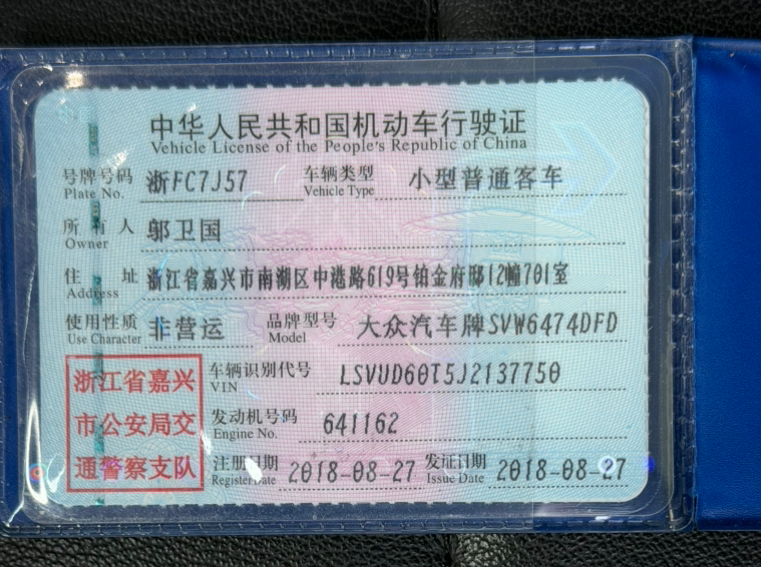 中华人民共和国机动车行驶证
Vehicle License of the People's Republic of China
号牌号码 浙FC7J57 车辆类型 小型普通客车
Plate No. Vehicle Type
所有人 邬卫国
Owner
住址 浙江省嘉兴市南湖区中港路619号铂金府邸12幢701室
Address
使用性质 非营运 品牌型号 大众汽车牌SVW6474DFD
Use Character Model
浙江省嘉兴
市公安局交
通警察支队
车辆识别代号 LSVUD60T5J2137750
VIN
发动机号码 641162
Engine No.
注册日期 2018-08-27 发证日期 2018-08-27
Register Date Issue Date